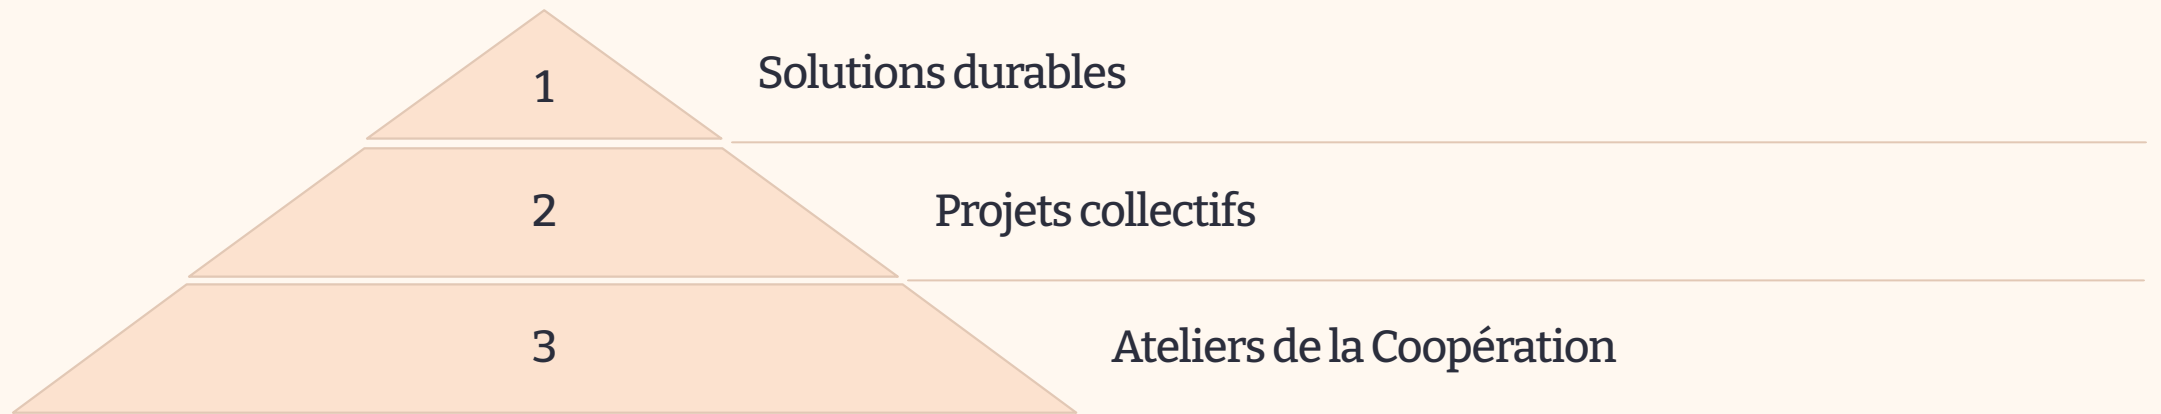 1
Solutions durables
2
Projets collectifs
3
Ateliers de la Coopération